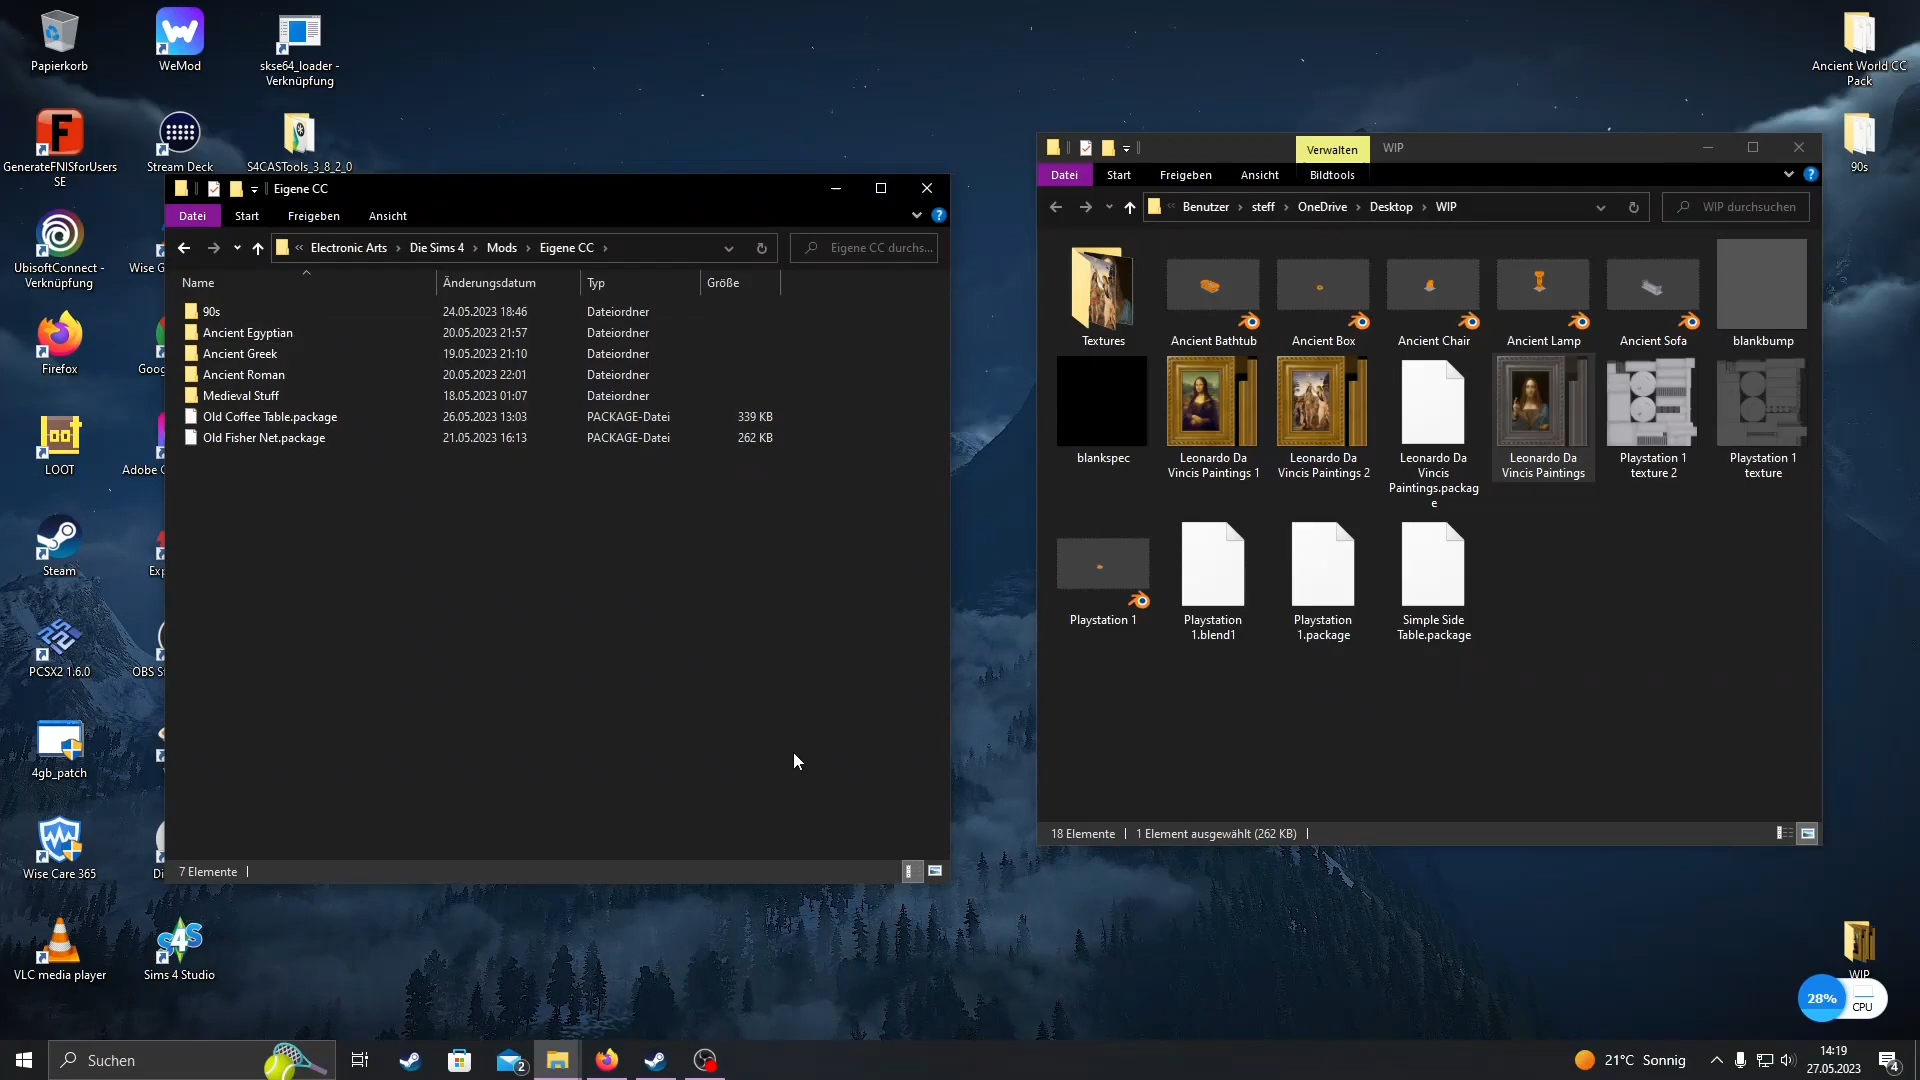 Papierkorb
WeMod
skse64_loader -
Verknüpfung
GenerateFNISforUsers
SE
Stream Deck
S4CASTools_3_8_2_0
UbisoftConnect -
Verknüpfung
Wise
Firefox
Goog
LOOT
Adobe
Steam
Exp
PCSX2 1.6.0
OBS
4gb_patch
Wise Care 365
VLC media player
S4S
Sims 4 Studio
Ancient World CC
Pack
90s
WIP
28%
CPU
Eigene CC
Datei
Start
Freigeben
Ansicht
« Electronic Arts › Die Sims 4 › Mods › Eigene CC ›
Eigene CC durchs...
Name
Änderungsdatum
Typ
Größe
90s 24.05.2023 18:46 Dateiordner
Ancient Egyptian 20.05.2023 21:57 Dateiordner
Ancient Greek 19.05.2023 21:10 Dateiordner
Ancient Roman 20.05.2023 22:01 Dateiordner
Medieval Stuff 18.05.2023 01:07 Dateiordner
Old Coffee Table.package 26.05.2023 13:03 PACKAGE-Datei 339 KB
Old Fisher Net.package 21.05.2023 16:13 PACKAGE-Datei 262 KB
7 Elemente
Verwalten
WIP
Datei
Start
Freigeben
Ansicht
Bildtools
« Benutzer › steff › OneDrive › Desktop › WIP
WIP durchsuchen
Textures
Ancient Bathtub
Ancient Box
Ancient Chair
Ancient Lamp
Ancient Sofa
blankbump
blankspec
Leonardo Da
Vincis Paintings 1
Leonardo Da
Vincis Paintings 2
Leonardo Da
Vincis
Paintings.packag
e
Leonardo Da
Vincis Paintings
Playstation 1
texture 2
Playstation 1
texture
Playstation 1
Playstation
1.blend1
Playstation
1.package
Simple Side
Table.package
18 Elemente
1 Element ausgewählt (262 KB)
Suchen
2
21°C Sonnig
14:19
27.05.2023
4